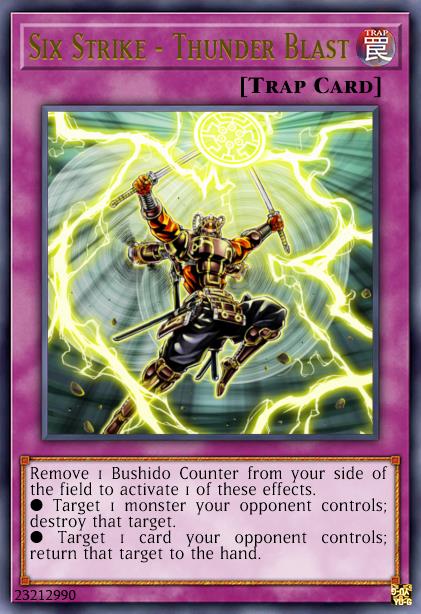 Six Strike - Thunder Blast
TRAP
罠
[Trap Card]
Remove 1 Bushido Counter from your side of
the field to activate 1 of these effects.
● Target 1 monster your opponent controls;
destroy that target.
● Target 1 card your opponent controls;
return that target to the hand.
23212990